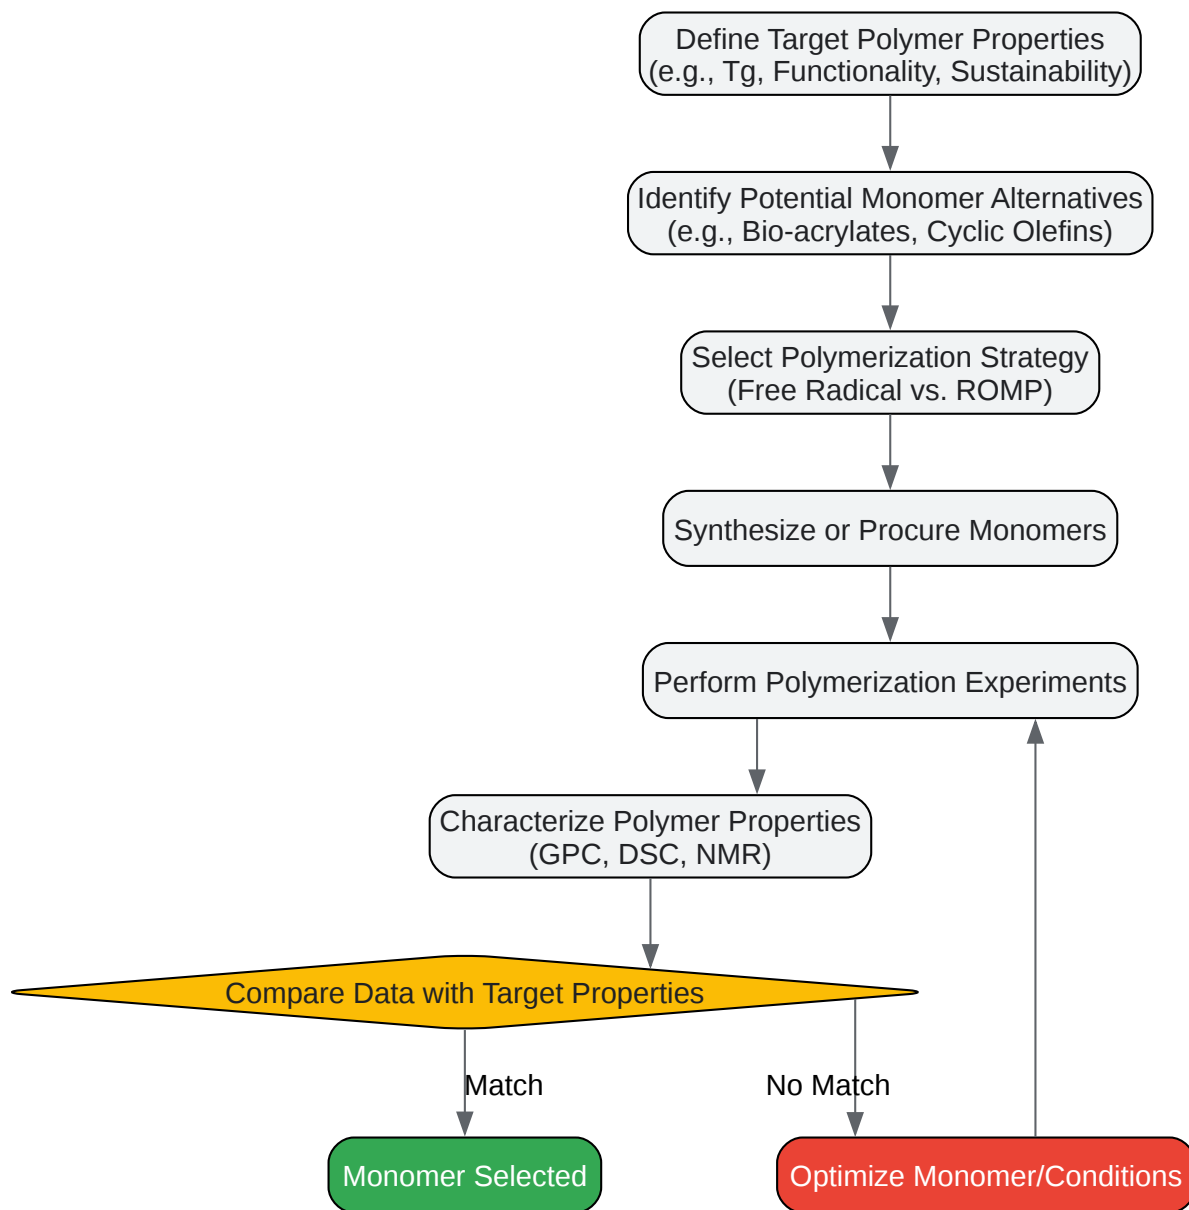 Define Target Polymer Properties
(e.g., Tg, Functionality, Sustainability)
Identify Potential Monomer Alternatives
(e.g., Bio-acrylates, Cyclic Olefins)
Select Polymerization Strategy
(Free Radical vs. ROMP)
Synthesize or Procure Monomers
Perform Polymerization Experiments
Characterize Polymer Properties
(GPC, DSC, NMR)
Compare Data with Target Properties
Match
No Match
Monomer Selected
Optimize Monomer/Conditions